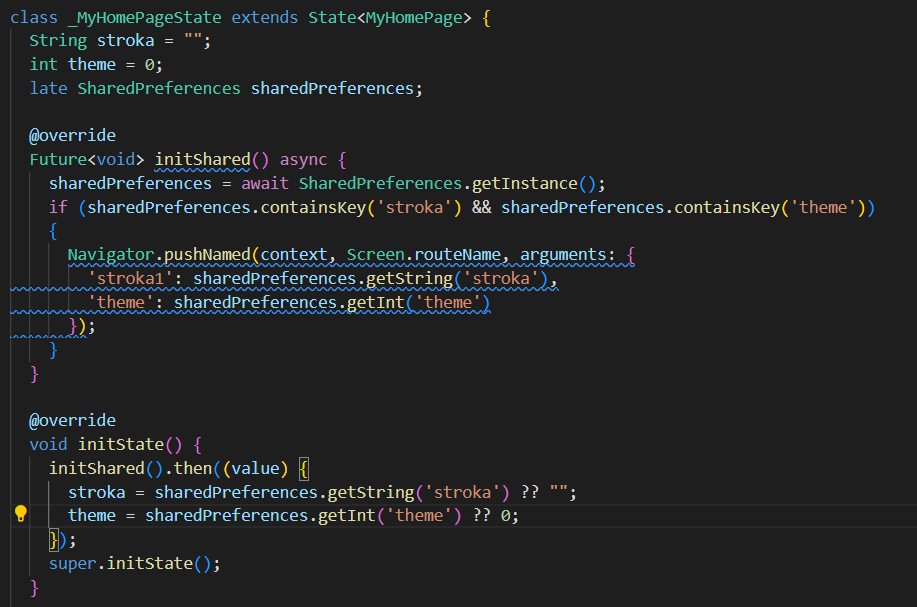 class _MyHomePageState extends State<MyHomePage> {
  String stroka = "";
  int theme = 0;
  late SharedPreferences sharedPreferences;

  @override
  Future<void> initShared() async {
    sharedPreferences = await SharedPreferences.getInstance();
    if (sharedPreferences.containsKey('stroka') && sharedPreferences.containsKey('theme'))
    {
      Navigator.pushNamed(context, Screen.routeName, arguments: {
        'stroka1': sharedPreferences.getString('stroka'),
        'theme': sharedPreferences.getInt('theme')
      });
    }
  }

  @override
  void initState() {
    initShared().then((value) {
      stroka = sharedPreferences.getString('stroka') ?? "";
      theme = sharedPreferences.getInt('theme') ?? 0;
    });
    super.initState();
  }